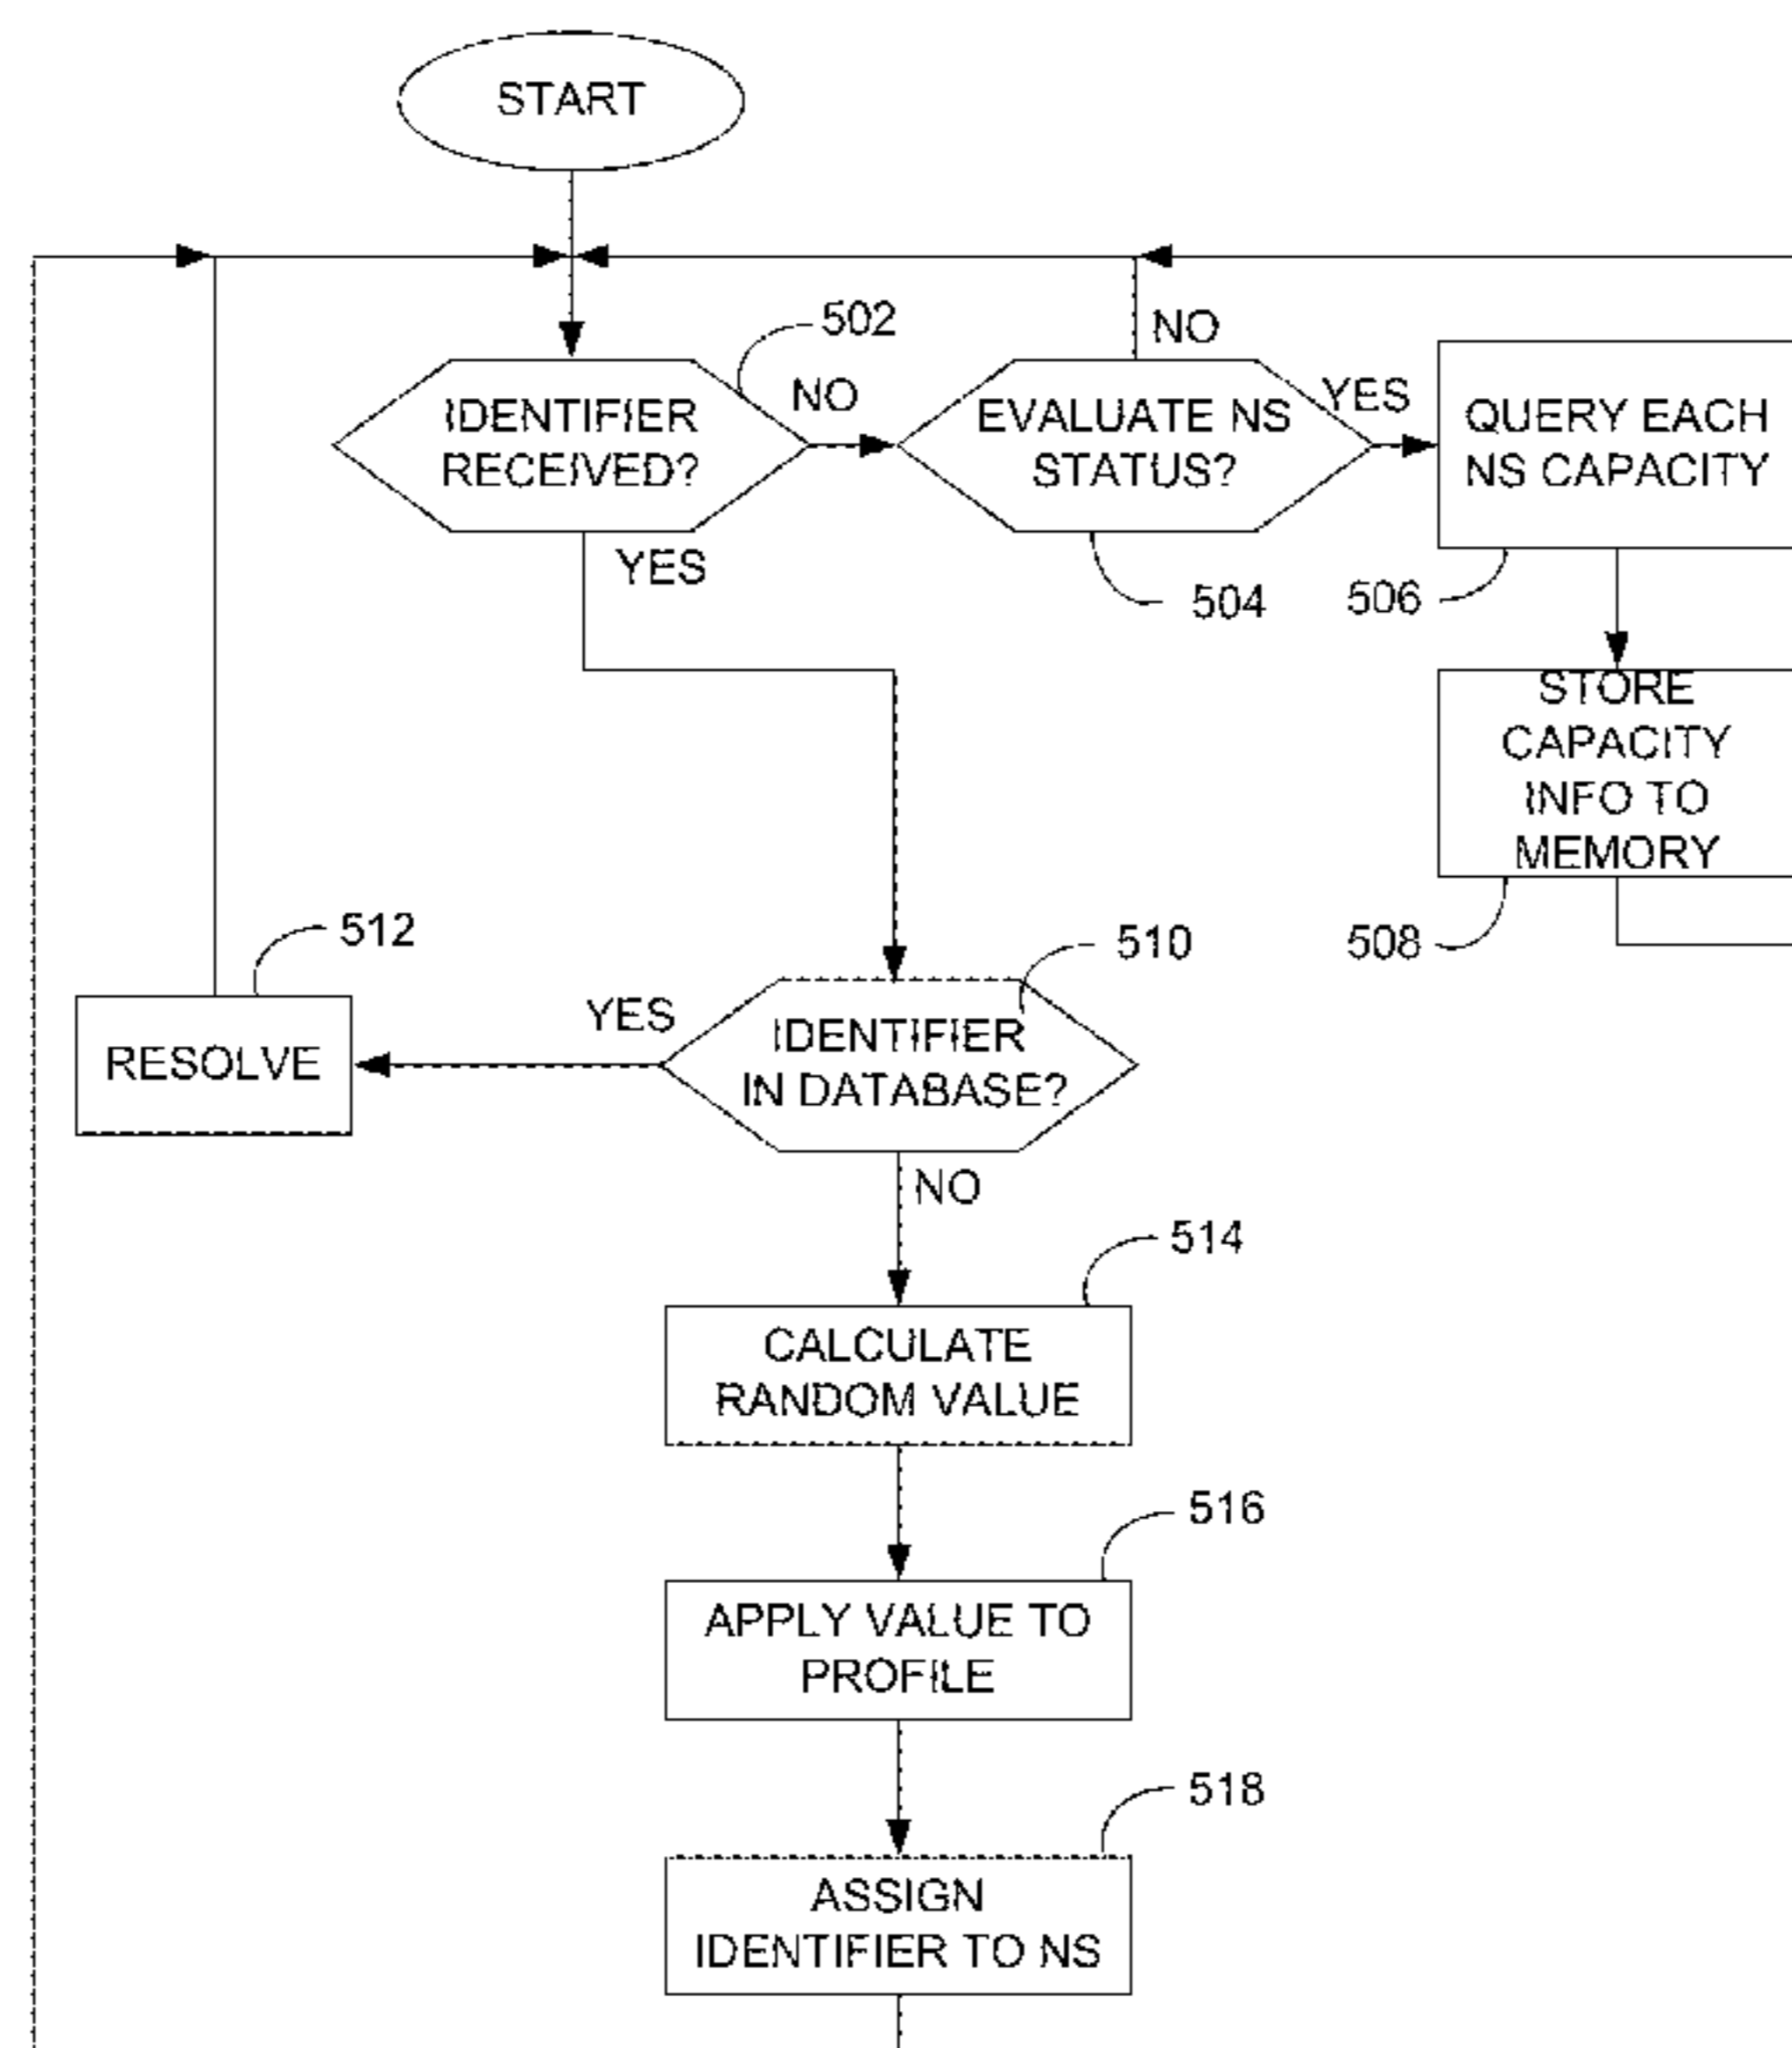 START
502
NO
IDENTIFIER
RECEIVED?
NO
EVALUATE NS
STATUS?
YES
QUERY EACH
NS CAPACITY
YES
504
506
STORE
CAPACITY
INFO TO
MEMORY
508
512
510
YES
RESOLVE
IDENTIFIER
IN DATABASE?
NO
514
CALCULATE
RANDOM VALUE
516
APPLY VALUE TO
PROFILE
518
ASSIGN
IDENTIFIER TO NS